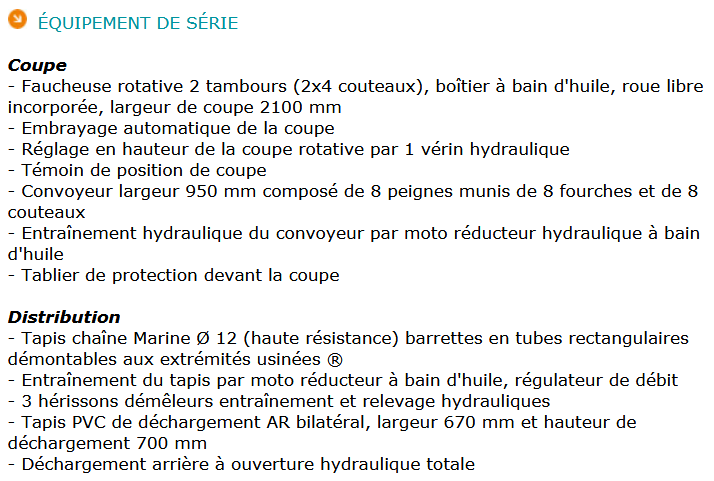 ÉQUIPEMENT DE SÉRIE
Coupe
- Faucheuse rotative 2 tambours (2x4 couteaux), boîtier à bain d'huile, roue libre
incorporée, largeur de coupe 2100 mm
- Embrayage automatique de la coupe
- Réglage en hauteur de la coupe rotative par 1 vérin hydraulique
- Témoin de position de coupe
- Convoyeur largeur 950 mm composé de 8 peignes munis de 8 fourches et de 8
couteaux
- Entraînement hydraulique du convoyeur par moto réducteur hydraulique à bain
d'huile
- Tablier de protection devant la coupe
Distribution
- Tapis chaîne Marine Ø 12 (haute résistance) barrettes en tubes rectangulaires
démontables aux extrémités usinées ®
- Entraînement du tapis par moto réducteur à bain d'huile, régulateur de débit
- 3 hérissons démêleurs entraînement et relevage hydrauliques
- Tapis PVC de déchargement AR bilatéral, largeur 670 mm et hauteur de
déchargement 700 mm
- Déchargement arrière à ouverture hydraulique totale